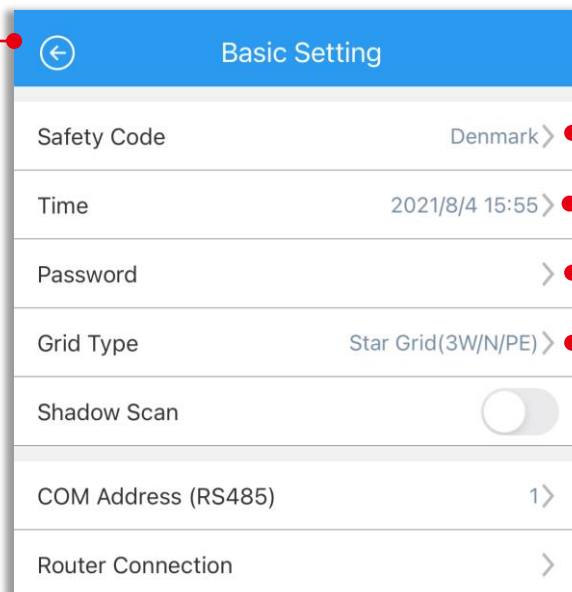 Basic Setting
Safety Code Denmark
Time 2021/8/4 15:55
Password
Grid Type Star Grid(3W/N/PE)
Shadow Scan
COM Address (RS485) 1
Router Connection